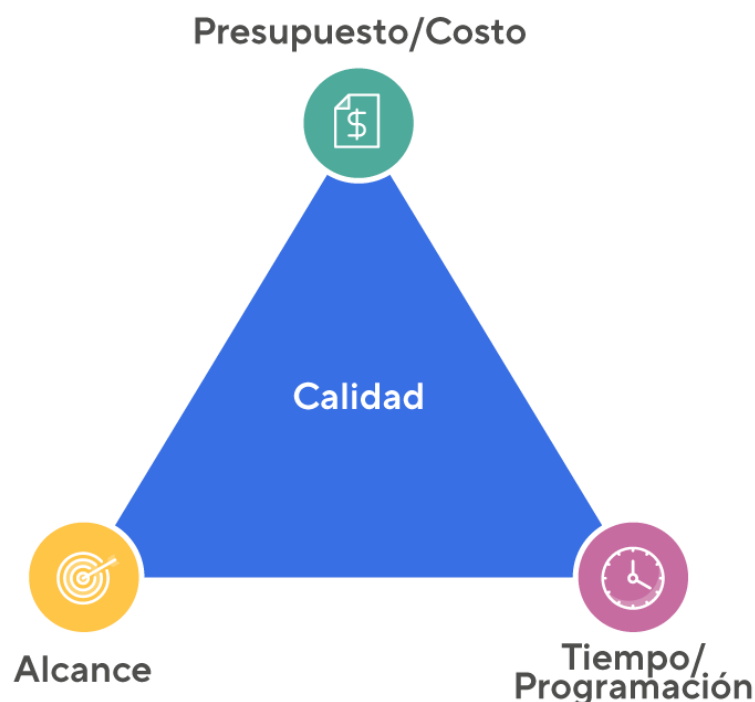 Presupuesto/Costo
$
Calidad
Alcance
Tiempo/
Programación